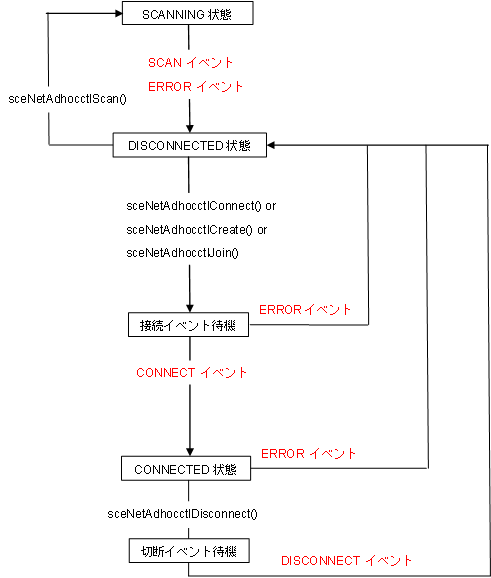 SCANNING 状態
SCAN イベント
ERROR イベント
sceNetAdhocctlScan()
DISCONNECTED 状態
sceNetAdhocctlConnect() or
sceNetAdhocctlCreate() or
sceNetAdhocctlJoin()
ERROR イベント
接続イベント待機
CONNECT イベント
ERROR イベント
CONNECTED 状態
sceNetAdhocctlDisconnect()
切断イベント待機
DISCONNECT イベント